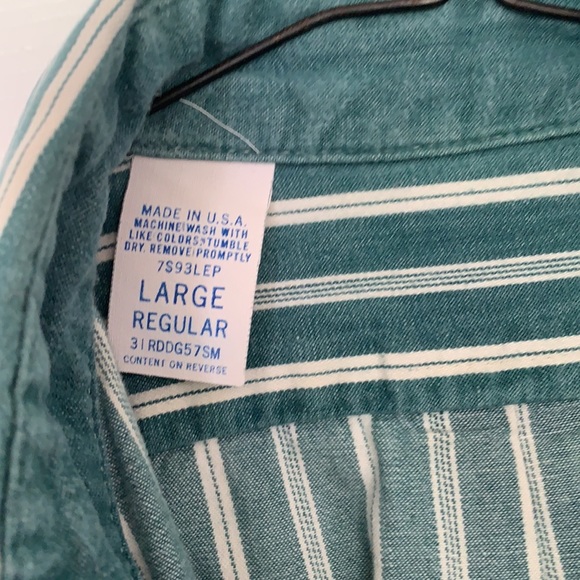 MADE IN U.S.A.
MACHINE WASH WITH
LIKE COLORS, TUMBLE
DRY. REMOVE PROMPTLY
7S93LEP
LARGE
REGULAR
31RDDG57SM
CONTENT ON REVERSE